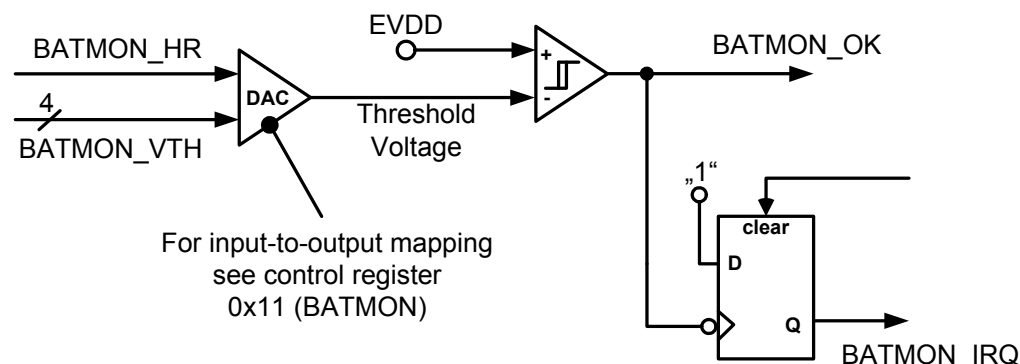 EVDD
BATMON_HR
BATMON_OK
+
DAC
-
4
Threshold
Voltage
BATMON_VTH
„1“
clear
For input-to-output mapping
see control register
0x11 (BATMON)
D
Q
BATMON_IRQ